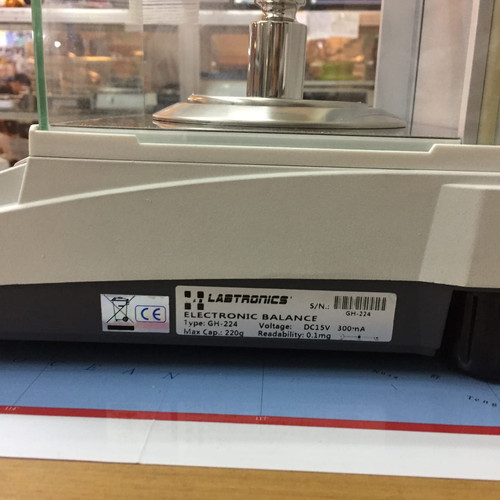 LABTRONICS
S/N.:
GH-224
ELECTRONIC BALANCE
Type: GH-224 Voltage: DC15V 300mA
Max Cap.: 220g Readability: 0.1mg
CE
E A N